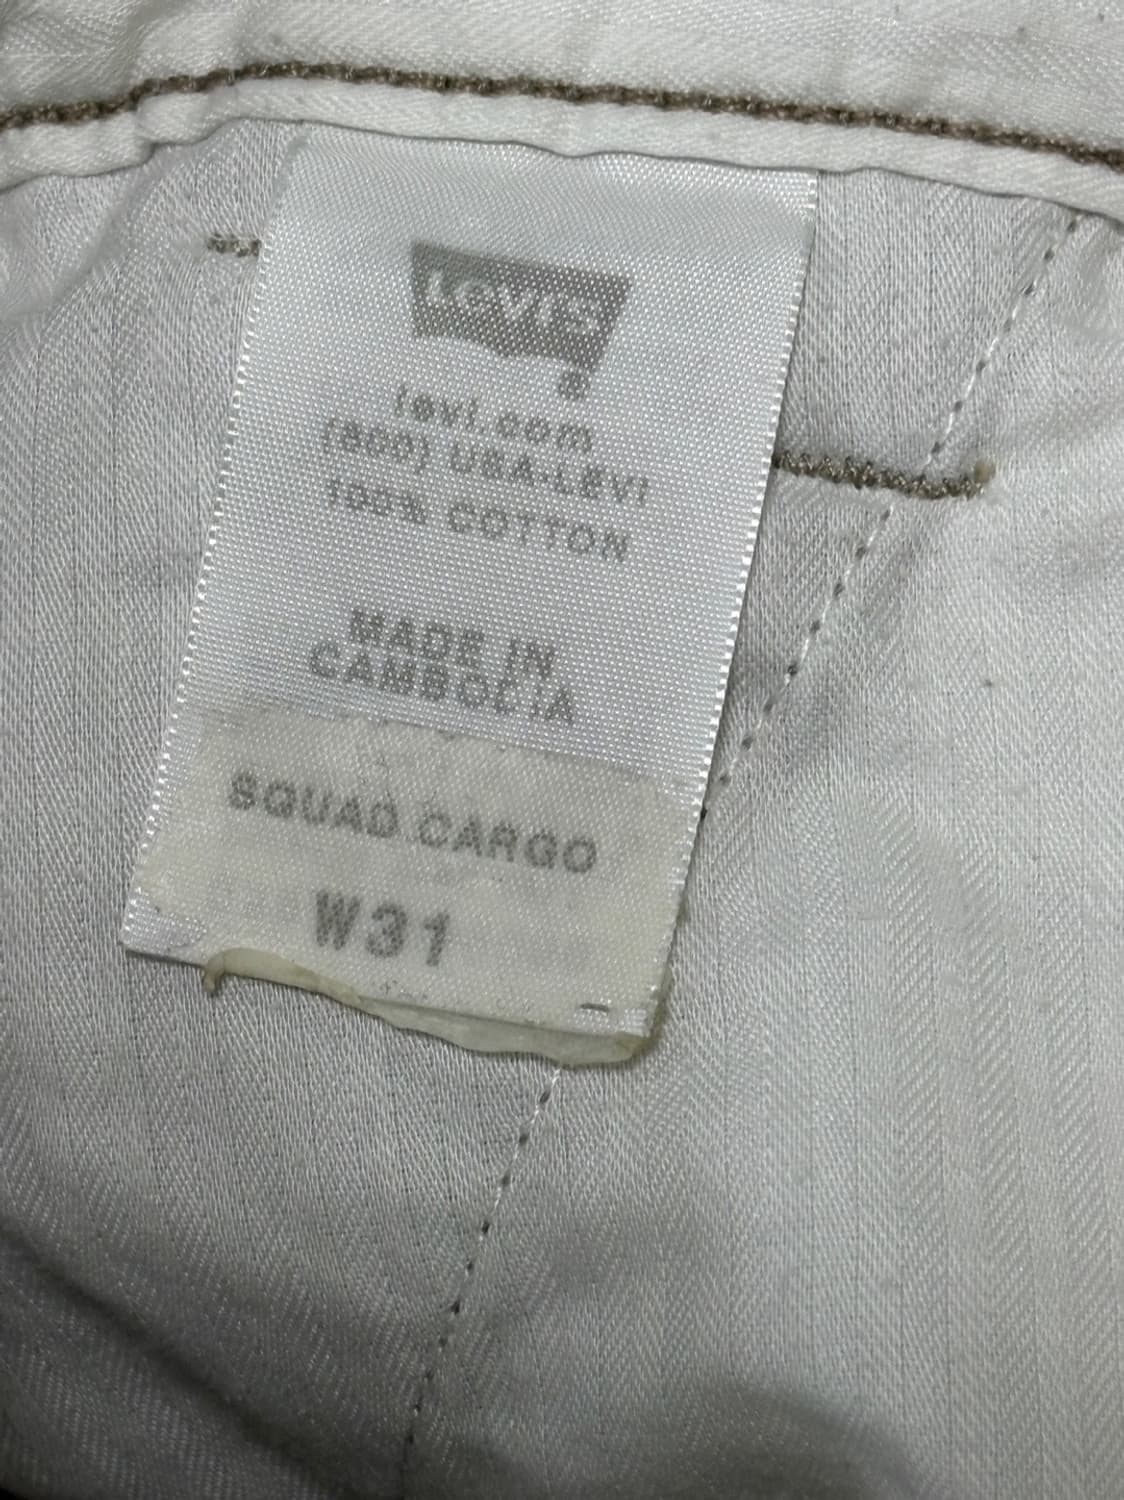 Levi's
®
levi.com
(800) USA-LEVI
100% COTTON
MADE IN
CAMBODIA
SQUAD CARGO
W31